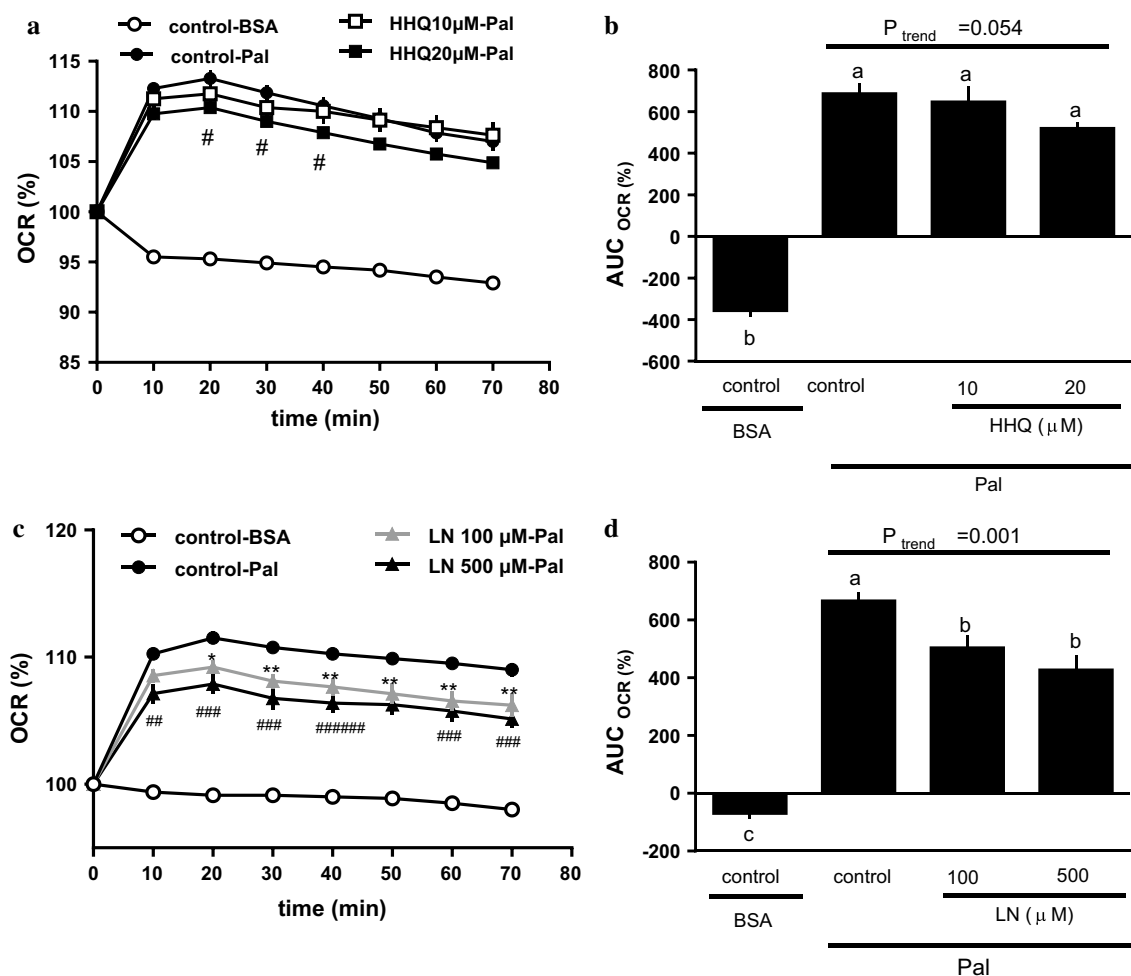 a
control-BSA
control-Pal
HHQ10µM-Pal
HHQ20µM-Pal
OCR (%)
115
110
105
100
95
90
85
# # #
0 10 20 30 40 50 60 70 80
time (min)
b
P trend =0.054
AUC OCR (%)
800
600
400
200
0
-200
-400
-600
a a a
b
control control 10 20
BSA
HHQ (µM)
Pal
c
control-BSA
control-Pal
LN 100 µM-Pal
LN 500 µM-Pal
OCR (%)
120
110
100
* ** ** ** ** **
## ### ### ###### ### ###
0 10 20 30 40 50 60 70 80
time (min)
d
P trend =0.001
AUC OCR (%)
800
600
400
200
0
-200
a
b b
c
control control 100 500
BSA
LN (µM)
Pal